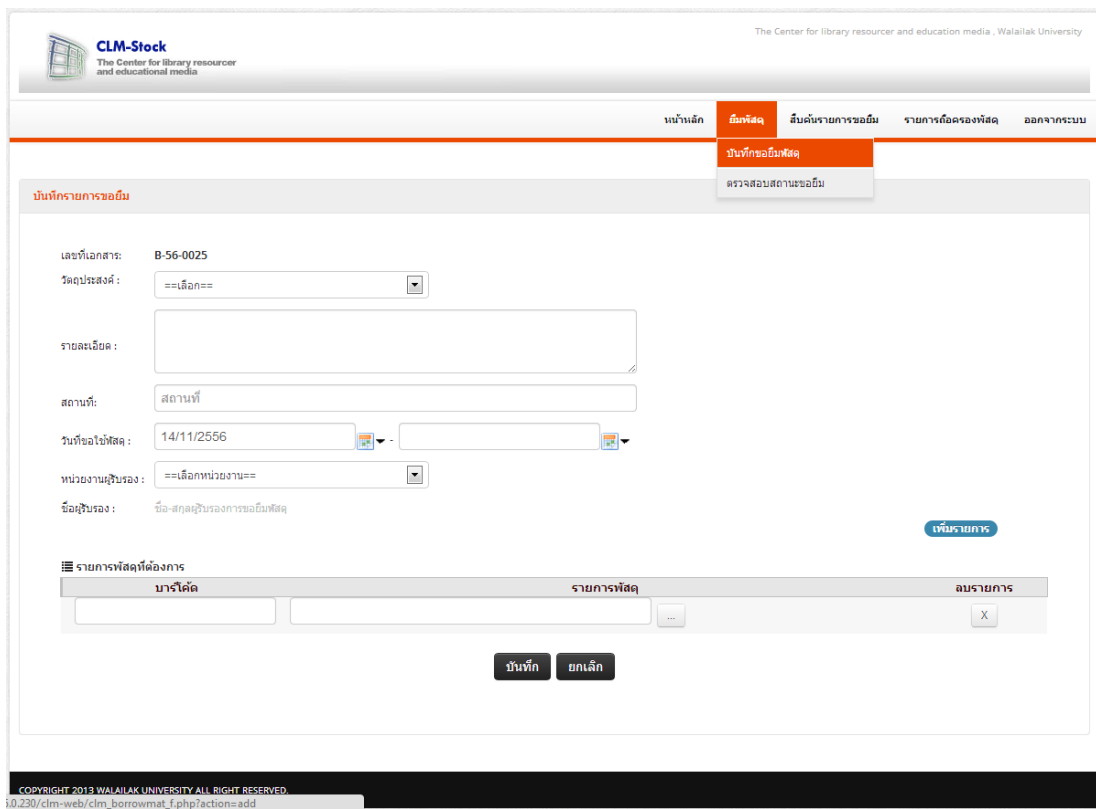 The Center for library resourcer and education media , Walailak University
CLM-Stock
The Center for library resourcer
and educational media
หน้าหลัก ยืมพัสดุ สืบค้นรายการขอยืม รายการถือครองพัสดุ ออกจากระบบ
บันทึกขอยืมพัสดุ
ตรวจสอบสถานะขอยืม
บันทึกรายการขอยืม
เลขที่เอกสาร: B-56-0025
วัตถุประสงค์ : ==เลือก==
รายละเอียด :
สถานที่: สถานที่
วันที่ขอใช้พัสดุ : 14/11/2556 -
หน่วยงานผู้รับรอง : ==เลือกหน่วยงาน==
ชื่อผู้รับรอง : ชื่อ-สกุลผู้รับรองการขอยืมพัสดุ
เพิ่มรายการ
รายการพัสดุที่ต้องการ
บาร์โค้ด รายการพัสดุ ลบรายการ
... X
บันทึก ยกเลิก
COPYRIGHT 2013 WALAILAK UNIVERSITY ALL RIGHT RESERVED.
5.0.230/clm-web/clm_borrowmat_f.php?action=add